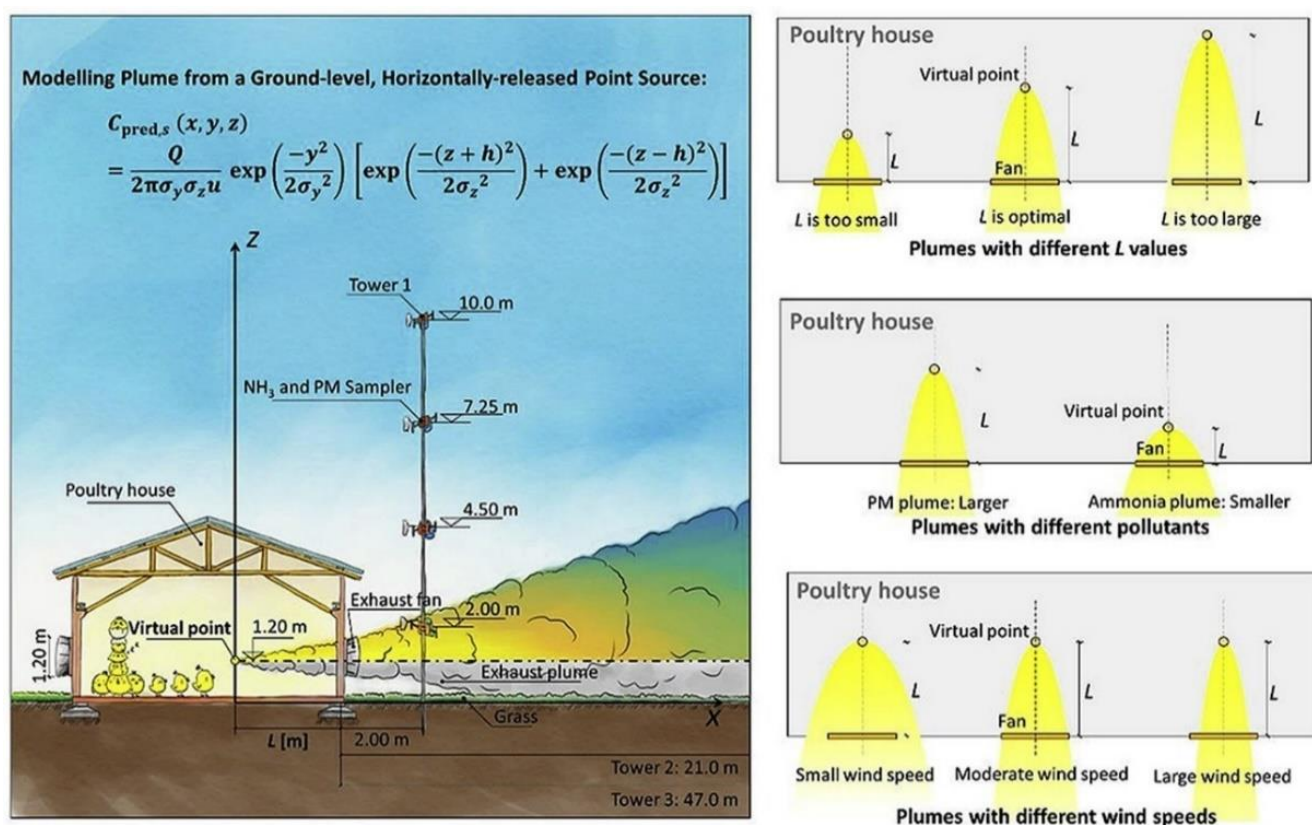 Modelling Plume from a Ground-level, Horizontally-released Point Source:
C_pred,s (x, y, z)
= Q / (2πσ_yσ_zu) exp(−y² / 2σ_y²) [exp(−(z + h)² / 2σ_z²) + exp(−(z − h)² / 2σ_z²)]
Z
Tower 1
10.0 m
NH₃ and PM Sampler
7.25 m
Poultry house
4.50 m
Exhaust fan
2.00 m
Virtual point
1.20 m
1.20 m
Exhaust plume
Grass
X
L [m]
2.00 m
Tower 2: 21.0 m
Tower 3: 47.0 m
Poultry house
Virtual point
L
L
L
Fan
L is too small
L is optimal
L is too large
Plumes with different L values
Poultry house
Virtual point
L
Fan
L
PM plume: Larger
Ammonia plume: Smaller
Plumes with different pollutants
Poultry house
Virtual point
L
L
L
Fan
Small wind speed
Moderate wind speed
Large wind speed
Plumes with different wind speeds